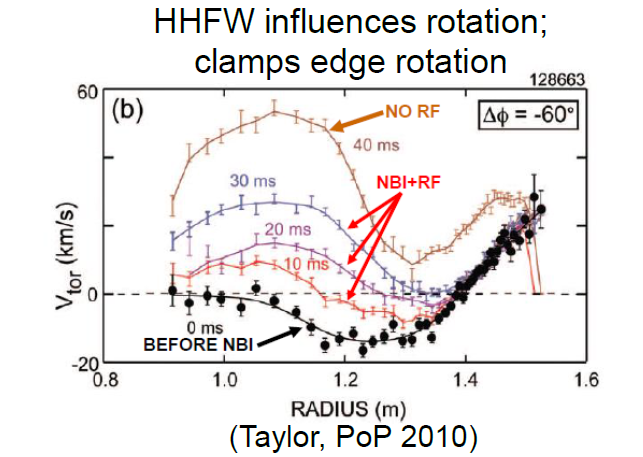 HHFW influences rotation;
clamps edge rotation
128663
60
(b)
NO RF
Δϕ = -60°
40 ms
30 ms
NBI+RF
20 ms
10 ms
0
0 ms
BEFORE NBI
-20
V tor (km/s)
0.8 1.0 1.2 1.4 1.6
RADIUS (m)
(Taylor, PoP 2010)